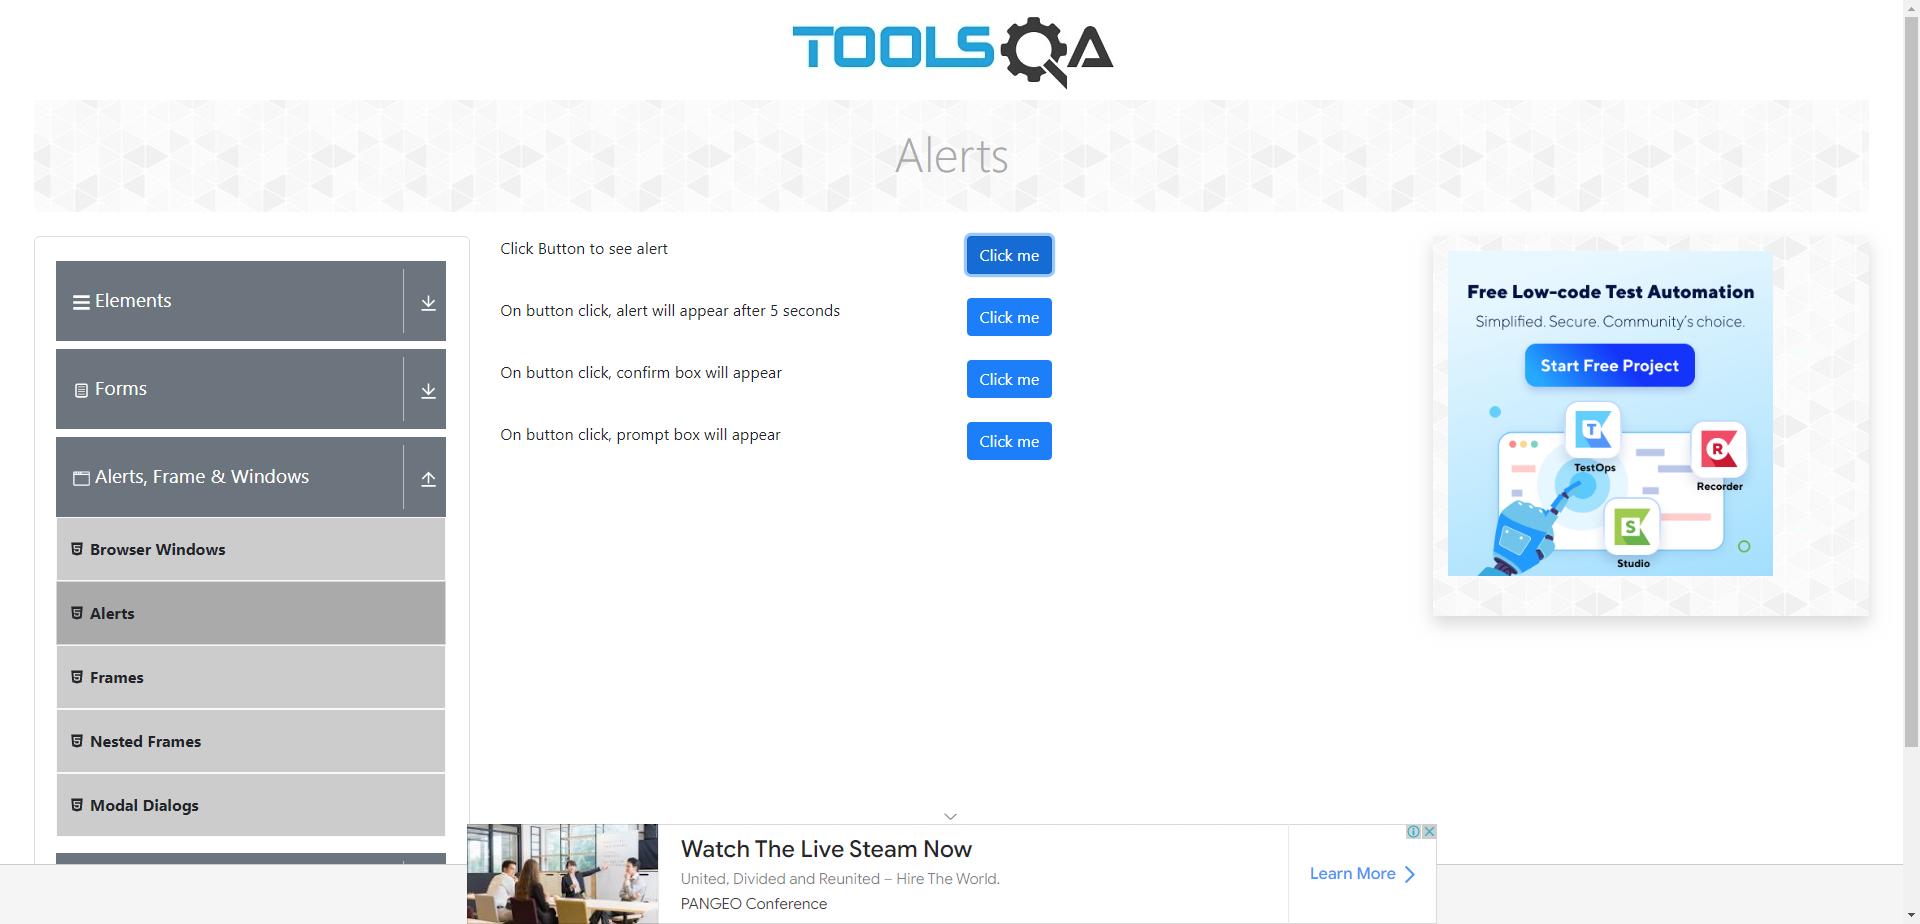 TOOLSQA
Alerts
Elements
Forms
Alerts, Frame & Windows
Browser Windows
Alerts
Frames
Nested Frames
Modal Dialogs
Click Button to see alert
Click me
On button click, alert will appear after 5 seconds
Click me
On button click, confirm box will appear
Click me
On button click, prompt box will appear
Click me
Free Low-code Test Automation
Simplified. Secure. Community's choice.
Start Free Project
T
TestOps
R
Recorder
S
Studio
Watch The Live Steam Now
United, Divided and Reunited – Hire The World.
PANGEO Conference
Learn More